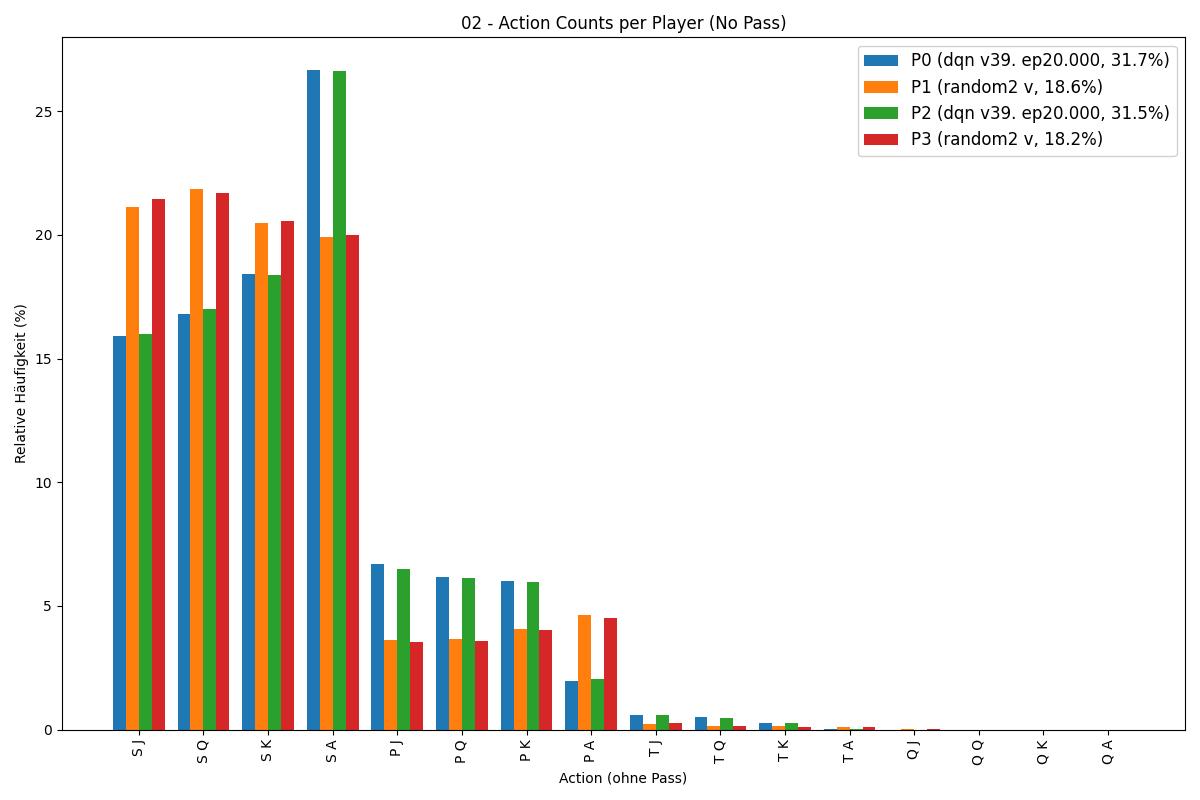 02 - Action Counts per Player (No Pass)
P0 (dqn v39. ep20.000, 31.7%)
P1 (random2 v, 18.6%)
P2 (dqn v39. ep20.000, 31.5%)
P3 (random2 v, 18.2%)
Relative Häufigkeit (%)
25
20
15
10
5
0
S J
S Q
S K
S A
P J
P Q
P K
P A
T J
T Q
T K
T A
Q J
Q Q
Q K
Q A
Action (ohne Pass)